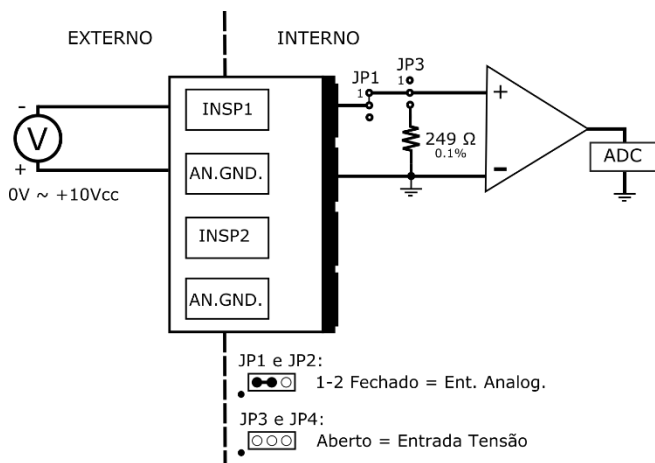 EXTERNO
INTERNO
JP1
JP3
1
1
-
V
+
0V ~ +10Vcc
INSP1
AN.GND.
INSP2
AN.GND.
249 Ω
0.1%
+
-
ADC
JP1 e JP2:
1-2 Fechado = Ent. Analog.
JP3 e JP4:
Aberto = Entrada Tensão